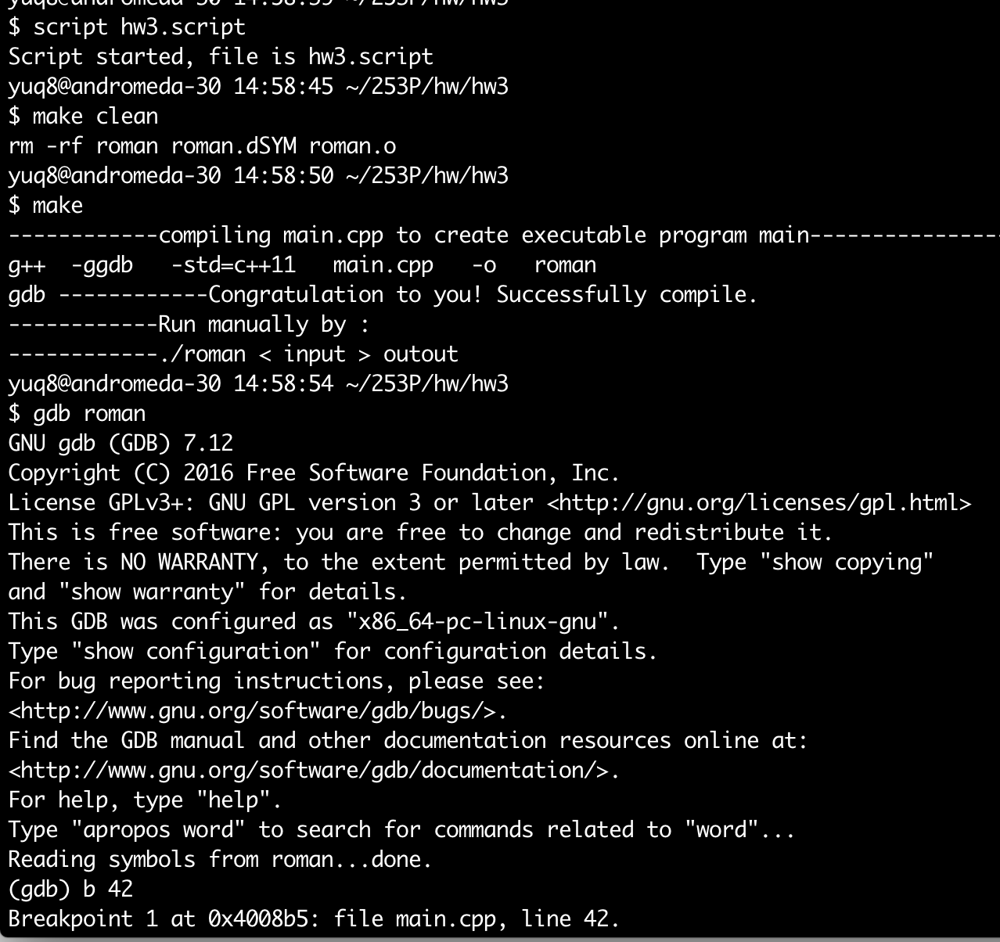 yuq8@andromeda-30 14:58:39 ~/253P/hw/hw3
$ script hw3.script
Script started, file is hw3.script
yuq8@andromeda-30 14:58:45 ~/253P/hw/hw3
$ make clean
rm -rf roman roman.dSYM roman.o
yuq8@andromeda-30 14:58:50 ~/253P/hw/hw3
$ make
------------compiling main.cpp to create executable program main---------------
g++  -ggdb   -std=c++11   main.cpp   -o   roman
gdb ------------Congratulation to you! Successfully compile.
------------Run manually by :
------------./roman < input > outout
yuq8@andromeda-30 14:58:54 ~/253P/hw/hw3
$ gdb roman
GNU gdb (GDB) 7.12
Copyright (C) 2016 Free Software Foundation, Inc.
License GPLv3+: GNU GPL version 3 or later <http://gnu.org/licenses/gpl.html>
This is free software: you are free to change and redistribute it.
There is NO WARRANTY, to the extent permitted by law.  Type "show copying"
and "show warranty" for details.
This GDB was configured as "x86_64-pc-linux-gnu".
Type "show configuration" for configuration details.
For bug reporting instructions, please see:
<http://www.gnu.org/software/gdb/bugs/>.
Find the GDB manual and other documentation resources online at:
<http://www.gnu.org/software/gdb/documentation/>.
For help, type "help".
Type "apropos word" to search for commands related to "word"...
Reading symbols from roman...done.
(gdb) b 42
Breakpoint 1 at 0x4008b5: file main.cpp, line 42.